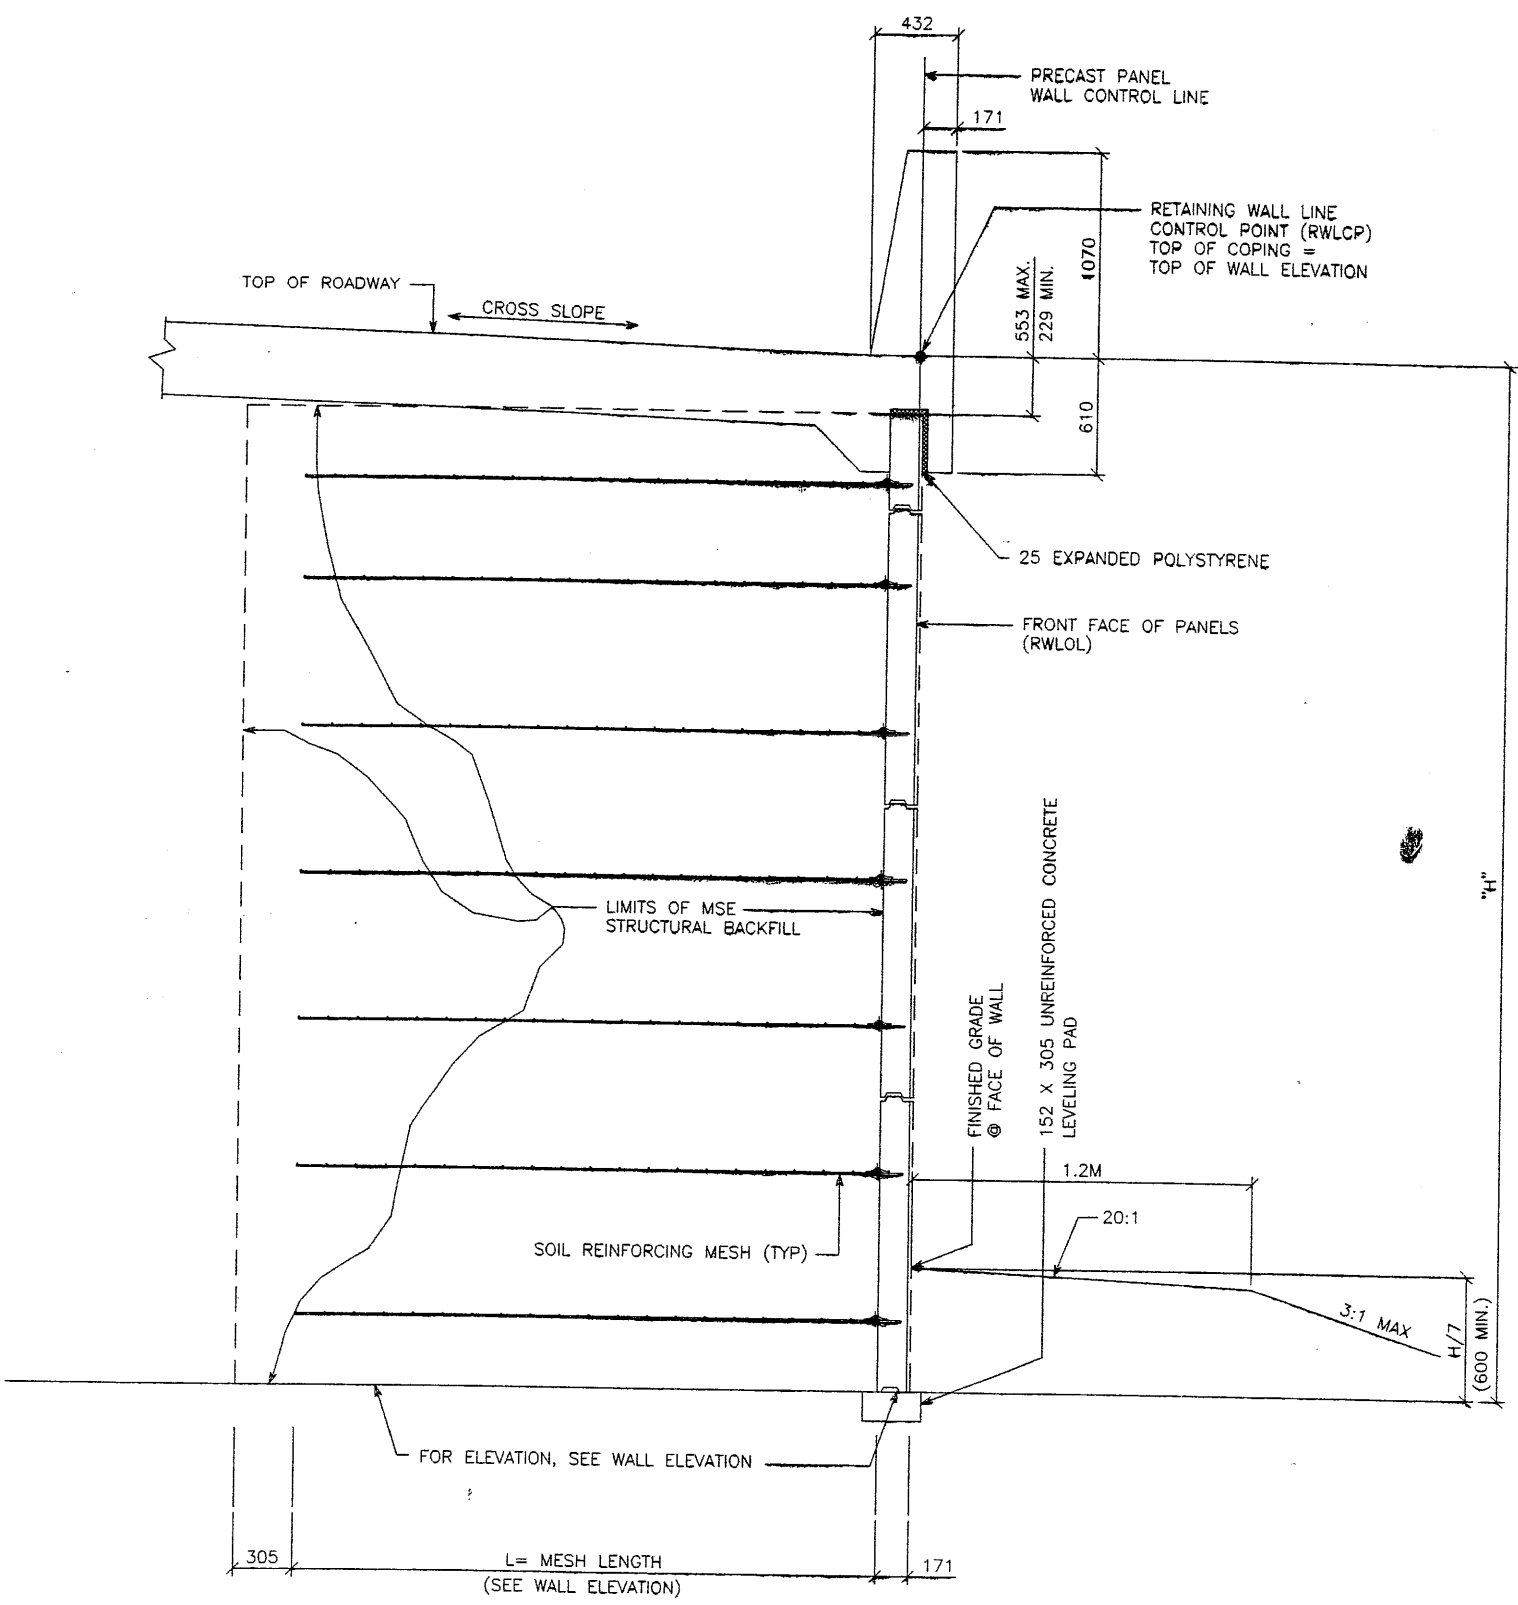 432
PRECAST PANEL
WALL CONTROL LINE
171
RETAINING WALL LINE
CONTROL POINT (RWLCP)
TOP OF COPING =
TOP OF WALL ELEVATION
1070
553 MAX.
229 MIN.
TOP OF ROADWAY
CROSS SLOPE
610
25 EXPANDED POLYSTYRENE
FRONT FACE OF PANELS
(RWLOL)
"H"
LIMITS OF MSE
STRUCTURAL BACKFILL
FINISHED GRADE
@ FACE OF WALL
152 X 305 UNREINFORCED CONCRETE
LEVELING PAD
1.2M
20:1
SOIL REINFORCING MESH (TYP)
3:1 MAX
H/7
(600 MIN.)
FOR ELEVATION, SEE WALL ELEVATION
305
L= MESH LENGTH
(SEE WALL ELEVATION)
171